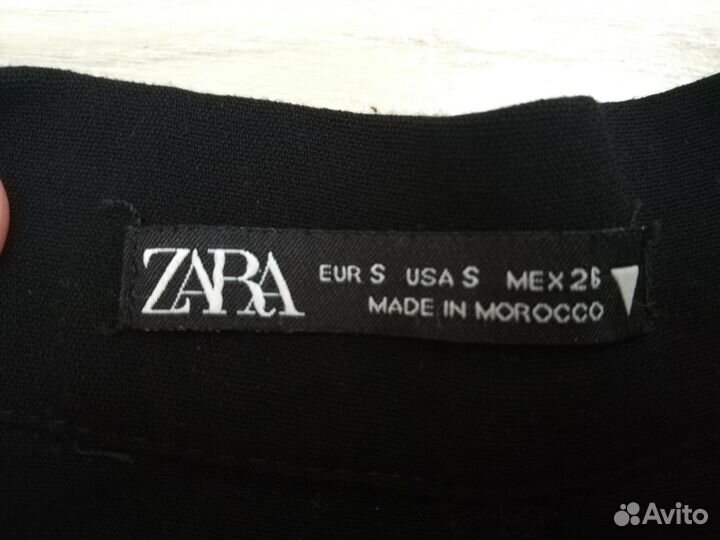 ZARA
EUR S USA S MEX 26
MADE IN MOROCCO
Avito